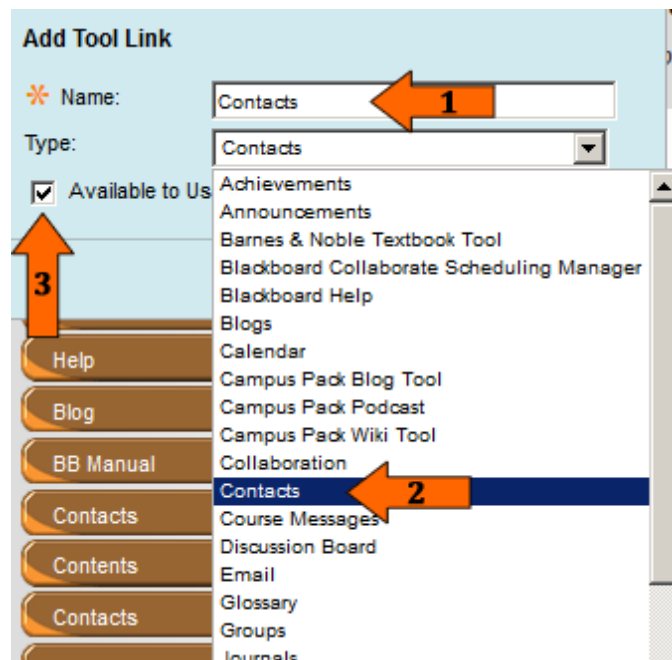 Add Tool Link
Name:
Contacts
1
Type:
Contacts
Available to Us
3
Achievements
Announcements
Barnes & Noble Textbook Tool
Blackboard Collaborate Scheduling Manager
Blackboard Help
Blogs
Calendar
Campus Pack Blog Tool
Campus Pack Podcast
Campus Pack Wiki Tool
Collaboration
Contacts
2
Course Messages
Discussion Board
Email
Glossary
Groups
Journals
Help
Blog
BB Manual
Contacts
Contents
Contacts